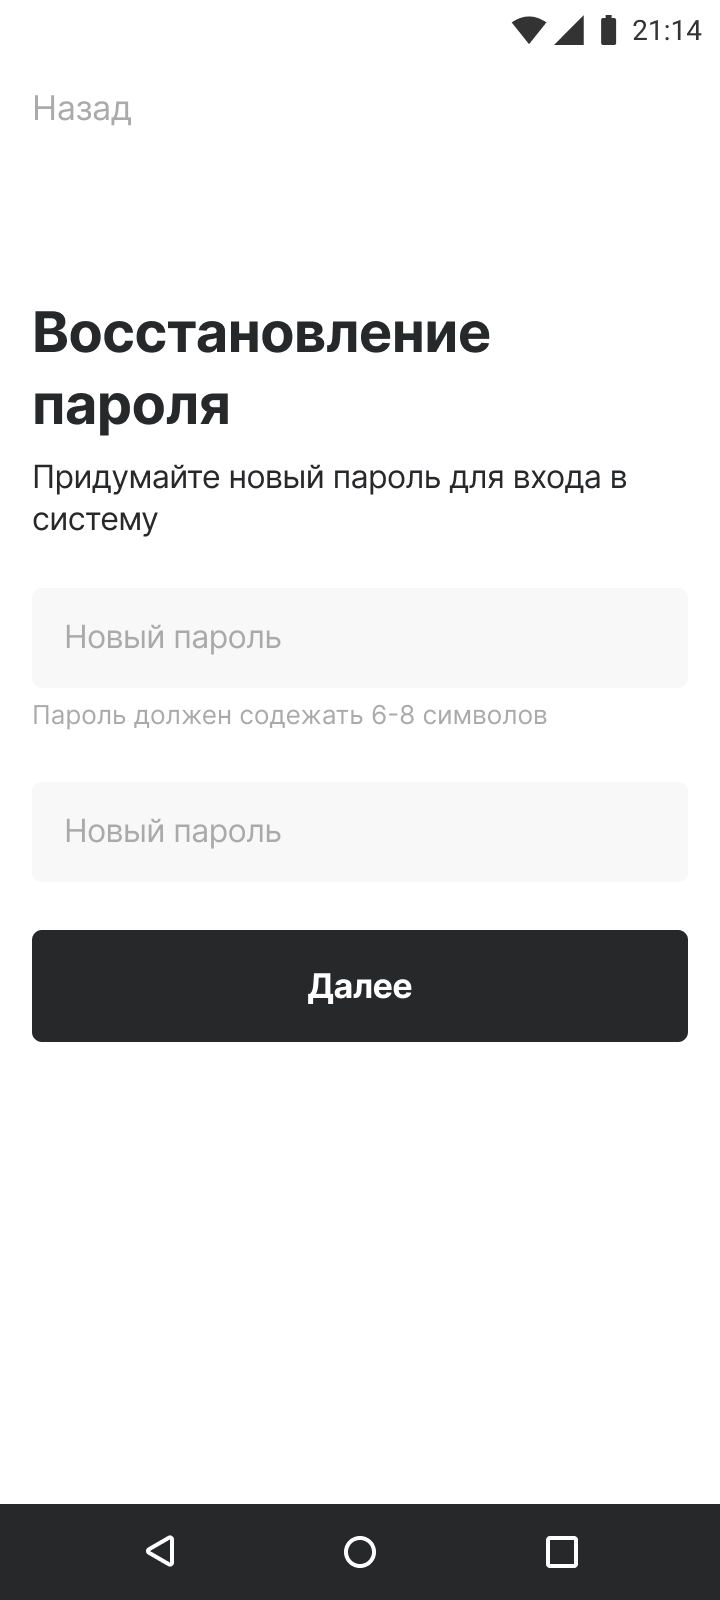 21:14
Назад
Восстановление
пароля
Придумайте новый пароль для входа в
систему
Новый пароль
Пароль должен содежать 6-8 символов
Новый пароль
Далее